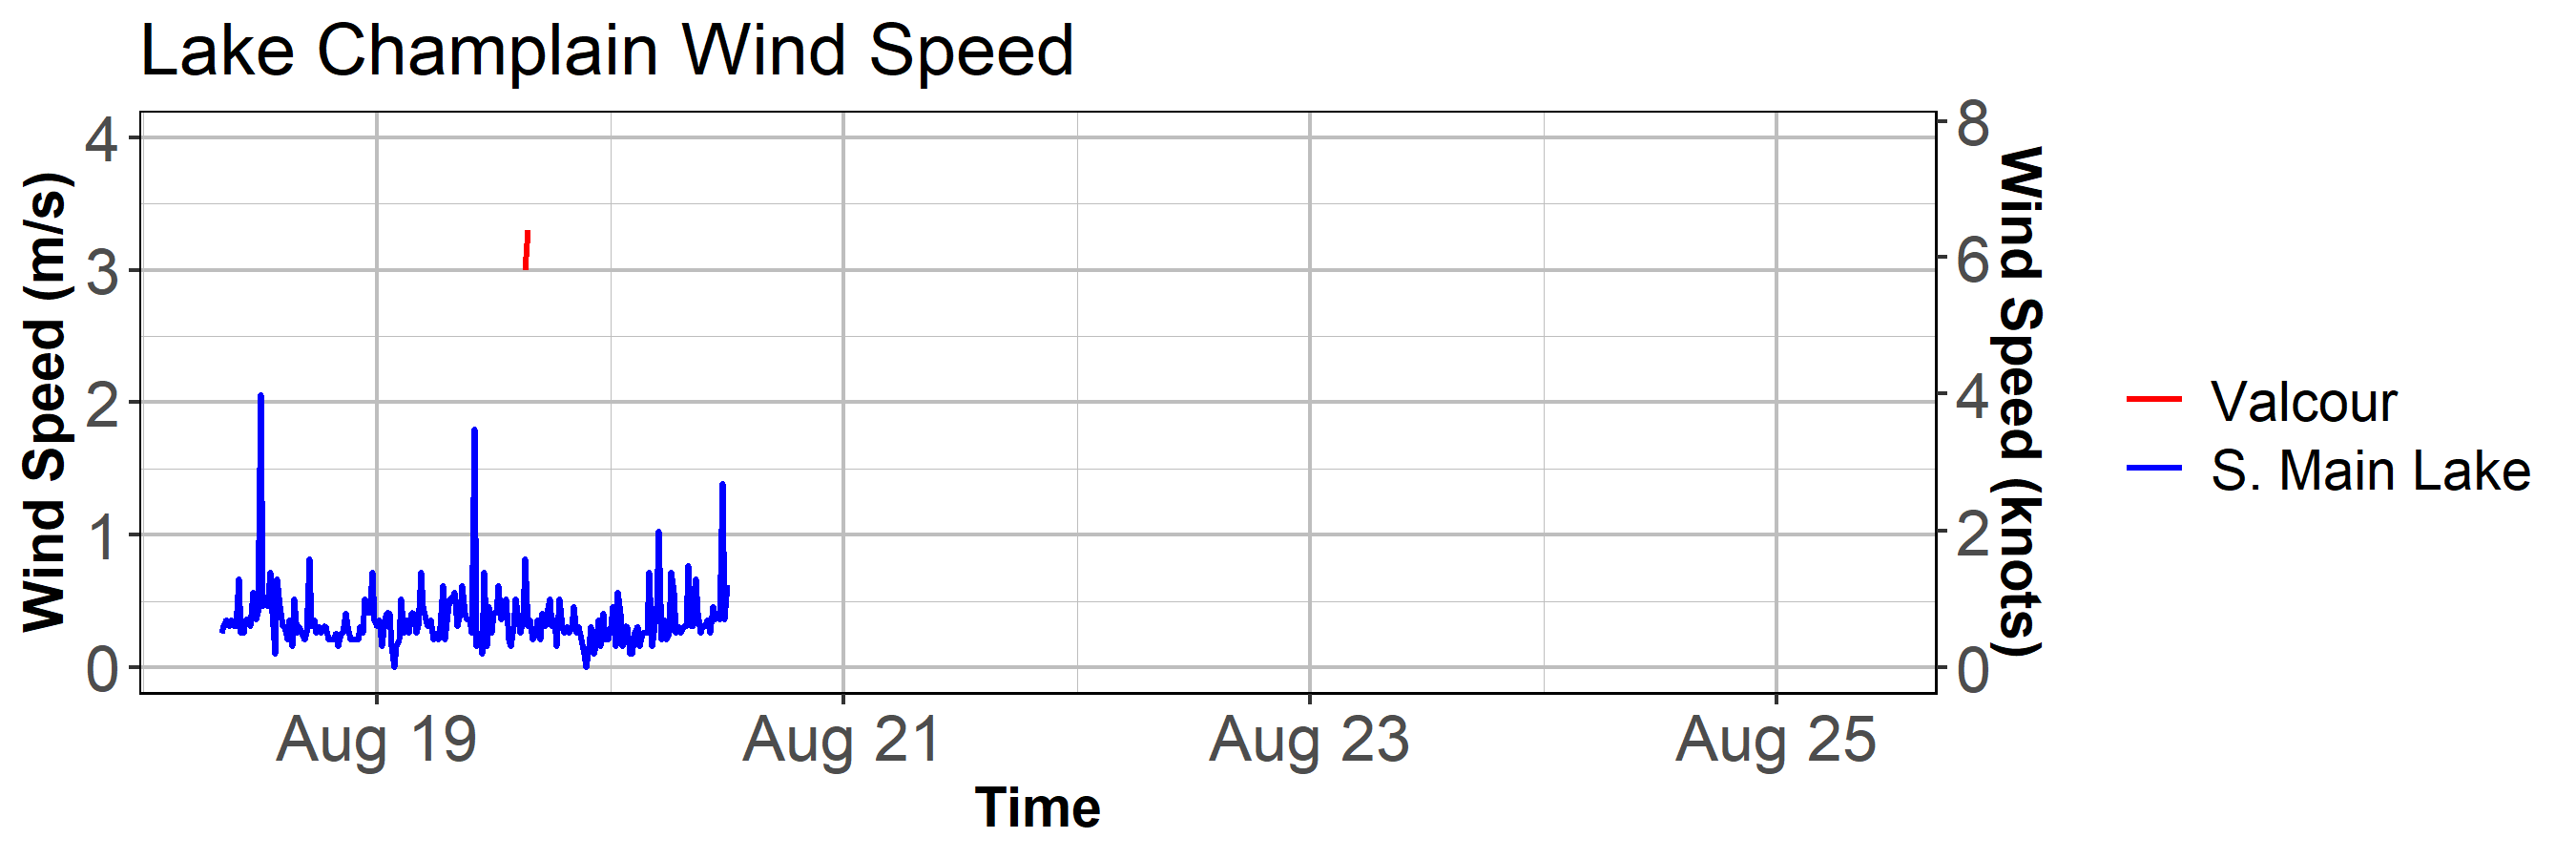 Lake Champlain Wind Speed
Wind Speed (m/s)
4
3
2
1
0
8
6
4
2
0
Wind Speed (knots)
Valcour
S. Main Lake
Aug 19
Aug 21
Aug 23
Aug 25
Time